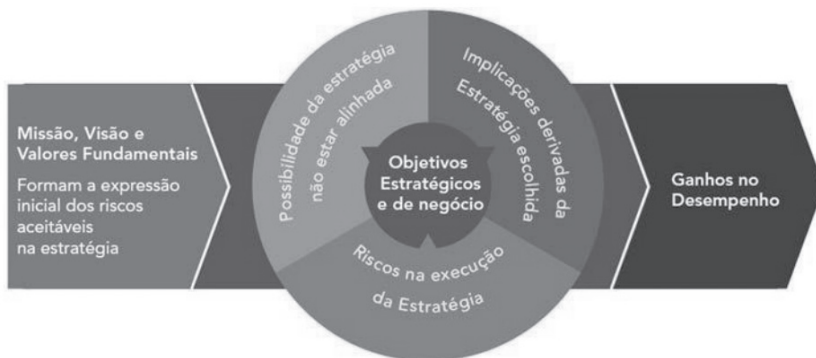 Missão, Visão e
Valores Fundamentais
Formam a expressão
inicial dos riscos
aceitáveis
na estratégia
Possibilidade da estratégia
não estar alinhada
Implicações derivadas da
Estratégia escolhida
Objetivos
Estratégicos
e de negócio
Riscos na execução
da Estratégia
Ganhos no
Desempenho